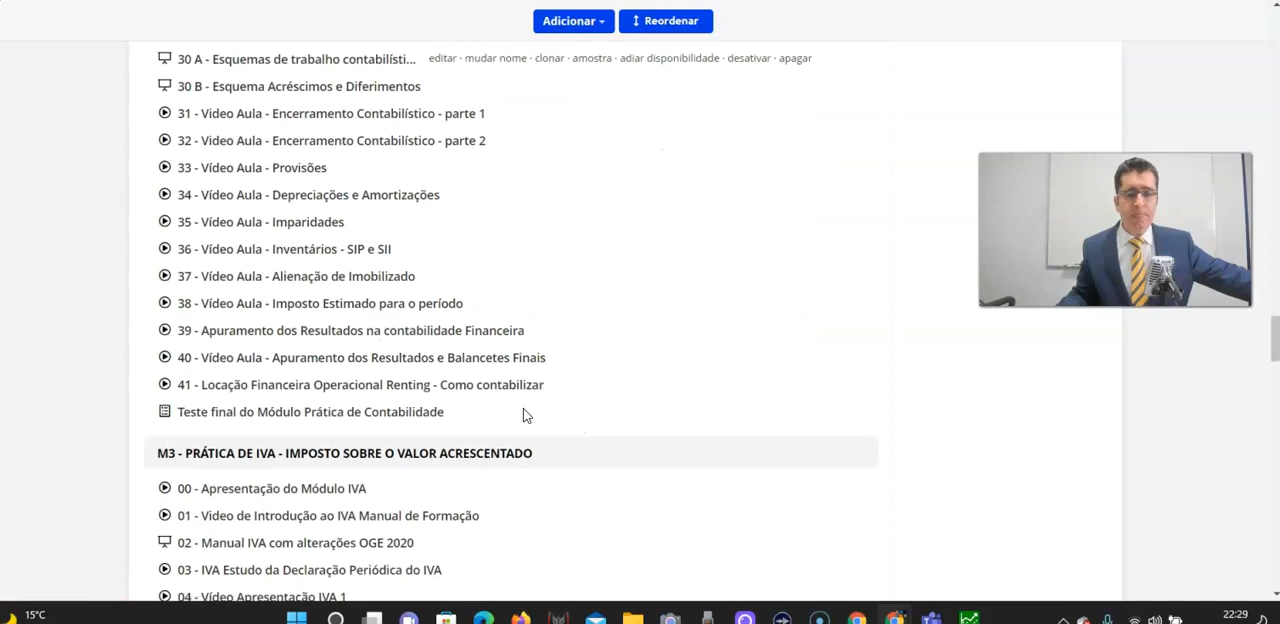 Adicionar
Reordenar
30 A - Esquemas de trabalho contabilísti... editar · mudar nome · clonar · amostra · adiar disponibilidade · desativar · apagar
30 B - Esquema Acréscimos e Diferimentos
31 - Video Aula - Encerramento Contabilístico - parte 1
32 - Video Aula - Encerramento Contabilístico - parte 2
33 - Vídeo Aula - Provisões
34 - Vídeo Aula - Depreciações e Amortizações
35 - Vídeo Aula - Imparidades
36 - Vídeo Aula - Inventários - SIP e SII
37 - Vídeo Aula - Alienação de Imobilizado
38 - Vídeo Aula - Imposto Estimado para o período
39 - Apuramento dos Resultados na contabilidade Financeira
40 - Vídeo Aula - Apuramento dos Resultados e Balancetes Finais
41 - Locação Financeira Operacional Renting - Como contabilizar
Teste final do Módulo Prática de Contabilidade
M3 - PRÁTICA DE IVA - IMPOSTO SOBRE O VALOR ACRESCENTADO
00 - Apresentação do Módulo IVA
01 - Video de Introdução ao IVA Manual de Formação
02 - Manual IVA com alterações OGE 2020
03 - IVA Estudo da Declaração Periódica do IVA
04 - Vídeo Apresentação IVA 1
15°C
22:29